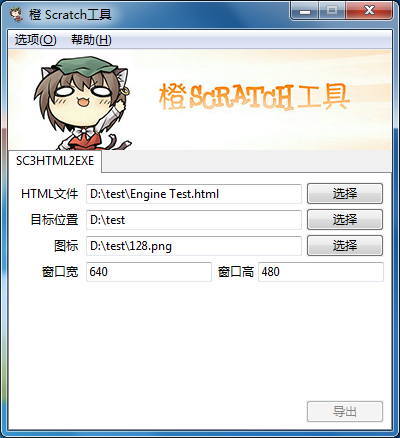 橙 Scratch工具
选项(O) 帮助(H)
橙SCRATCH工具
SC3HTML2EXE
HTML文件 D:\test\Engine Test.html 选择
目标位置 D:\test 选择
图标 D:\test\128.png 选择
窗口宽 640 窗口高 480
导出